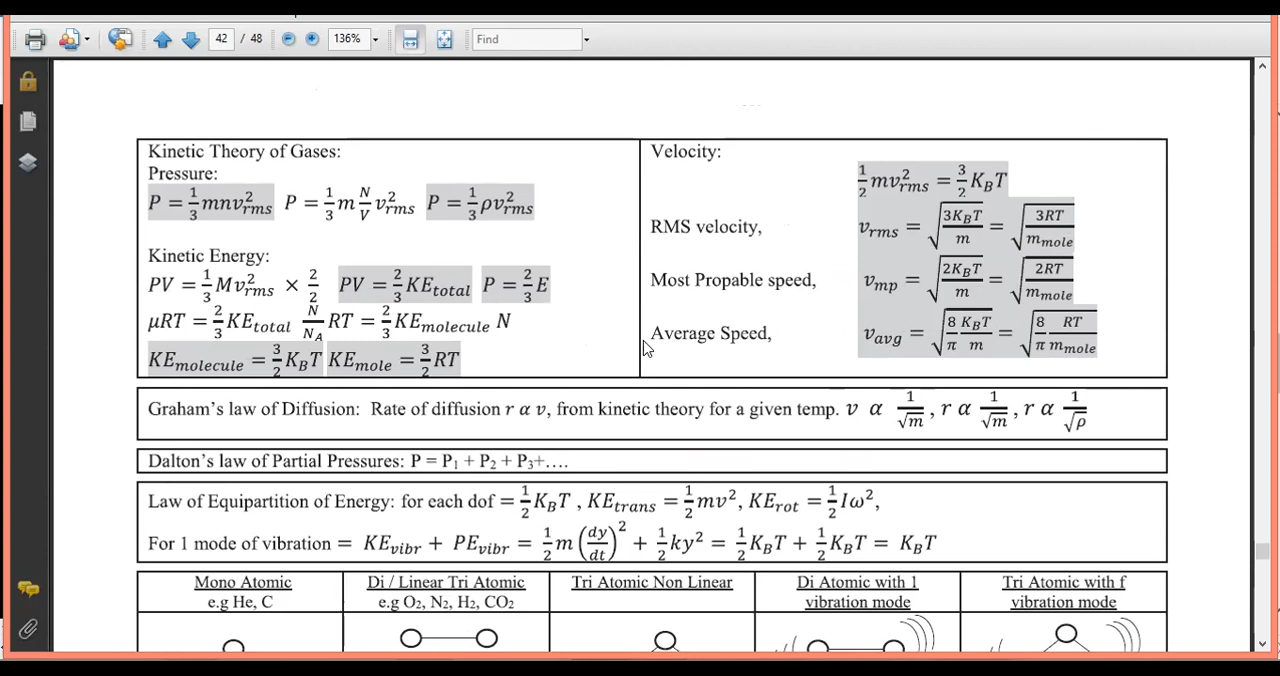 42 / 48 136% Find
Kinetic Theory of Gases:
Pressure:
P = 1/3 mnv²rms P = 1/3 m N/V v²rms P = 1/3 ρv²rms
Kinetic Energy:
PV = 1/3 Mv²rms × 2/2 PV = 2/3 KEtotal P = 2/3 E
μRT = 2/3 KEtotal N/NA RT = 2/3 KEmolecule N
KEmolecule = 3/2 KBT KEmole = 3/2 RT
Velocity:
1/2 mv²rms = 3/2 KBT
RMS velocity, vrms = √(3KBT/m) = √(3RT/mmole)
Most Propable speed, vmp = √(2KBT/m) = √(2RT/mmole)
Average Speed, vavg = √(8/π KBT/m) = √(8/π RT/mmole)
Graham's law of Diffusion: Rate of diffusion r α v, from kinetic theory for a given temp. v α 1/√m , r α 1/√m , r α 1/√ρ
Dalton's law of Partial Pressures: P = P₁ + P₂ + P₃+….
Law of Equipartition of Energy: for each dof = 1/2 KBT , KEtrans = 1/2 mv², KErot = 1/2 Iω²,
For 1 mode of vibration = KEvibr + PEvibr = 1/2 m (dy/dt)² + 1/2 ky² = 1/2 KBT + 1/2 KBT = KBT
Mono Atomic
e.g He, C
Di / Linear Tri Atomic
e.g O₂, N₂, H₂, CO₂
Tri Atomic Non Linear
Di Atomic with 1
vibration mode
Tri Atomic with f
vibration mode